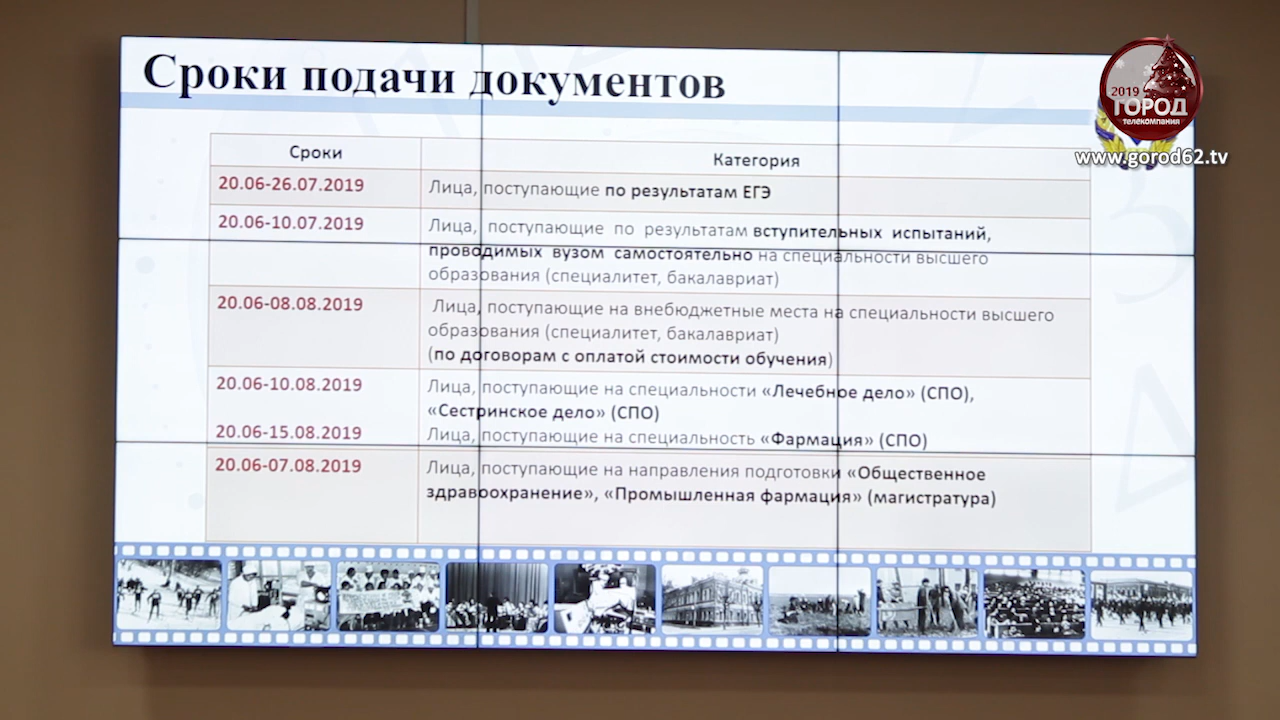 Сроки подачи документов
2019
ГОРОД
телекомпания
www.gorod62.tv
Сроки
Категория
20.06-26.07.2019
Лица, поступающие по результатам ЕГЭ
20.06-10.07.2019
Лица, поступающие по результатам вступительных испытаний,
проводимых вузом самостоятельно на специальности высшего
образования (специалитет, бакалавриат)
20.06-08.08.2019
Лица, поступающие на внебюджетные места на специальности высшего
образования (специалитет, бакалавриат)
(по договорам с оплатой стоимости обучения)
20.06-10.08.2019
Лица, поступающие на специальности «Лечебное дело» (СПО),
«Сестринское дело» (СПО)
20.06-15.08.2019
Лица, поступающие на специальность «Фармация» (СПО)
20.06-07.08.2019
Лица, поступающие на направления подготовки «Общественное
здравоохранение», «Промышленная фармация» (магистратура)